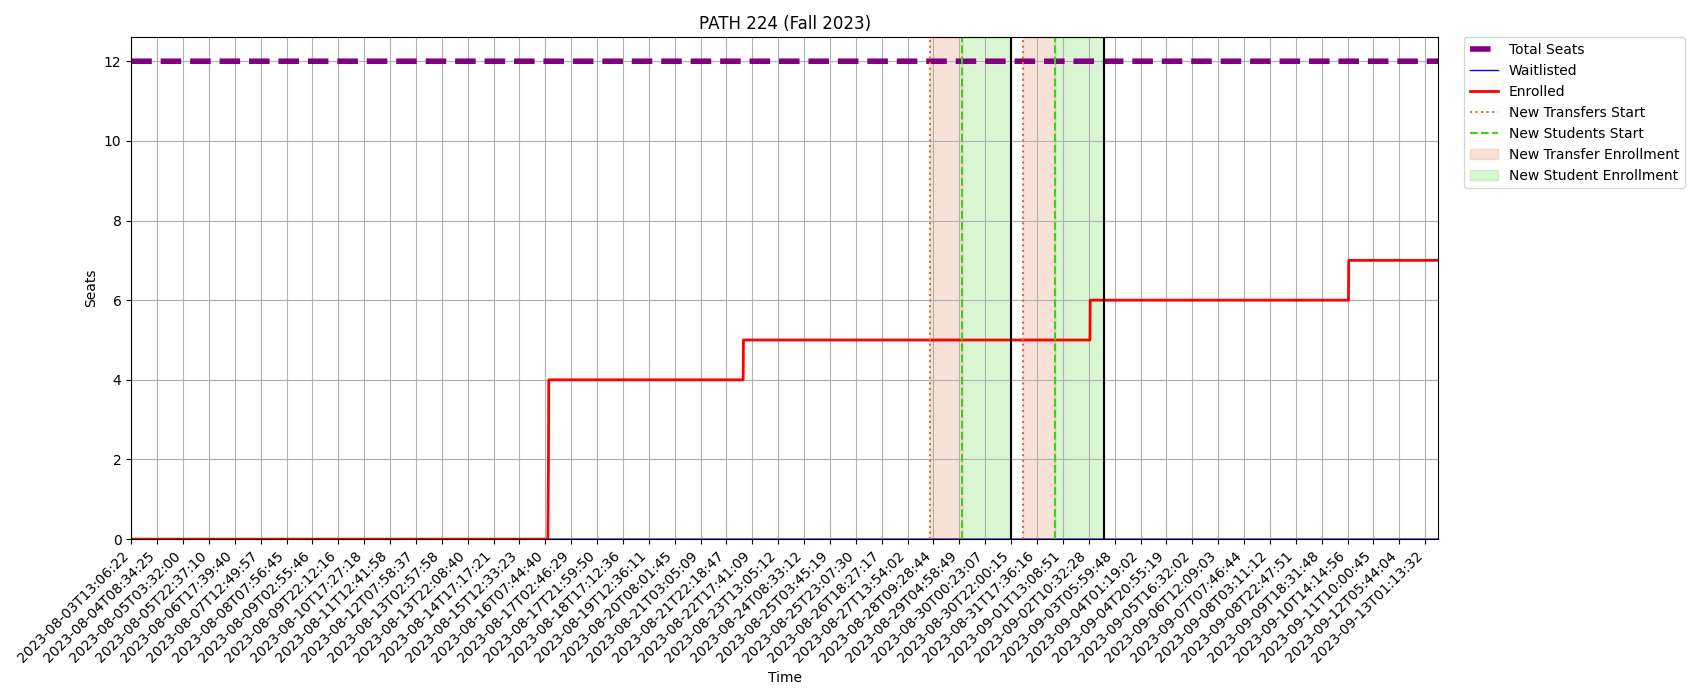 PATH 224 (Fall 2023)
Total Seats
Waitlisted
Enrolled
New Transfers Start
New Students Start
New Transfer Enrollment
New Student Enrollment
Seats
12
10
8
6
4
2
0
2023-08-03T13:06:22
2023-08-04T08:34:25
2023-08-05T03:32:00
2023-08-05T22:37:10
2023-08-06T17:39:40
2023-08-07T12:49:57
2023-08-08T07:56:45
2023-08-09T02:55:46
2023-08-09T22:12:16
2023-08-10T17:27:18
2023-08-11T12:41:58
2023-08-12T07:58:37
2023-08-13T02:57:58
2023-08-13T22:08:40
2023-08-14T17:17:21
2023-08-15T12:33:23
2023-08-16T07:44:40
2023-08-17T02:46:29
2023-08-17T21:59:50
2023-08-18T17:12:36
2023-08-19T12:36:11
2023-08-20T08:01:45
2023-08-21T03:05:09
2023-08-21T22:18:47
2023-08-22T17:41:09
2023-08-23T13:05:12
2023-08-24T08:33:12
2023-08-25T03:45:19
2023-08-25T23:07:30
2023-08-26T18:27:17
2023-08-27T13:54:02
2023-08-28T09:28:44
2023-08-29T04:58:49
2023-08-30T00:23:07
2023-08-30T22:00:15
2023-08-31T17:36:16
2023-09-01T13:08:51
2023-09-02T10:32:28
2023-09-03T05:59:48
2023-09-04T01:19:02
2023-09-04T20:55:19
2023-09-05T16:32:02
2023-09-06T12:09:03
2023-09-07T07:46:44
2023-09-08T03:11:12
2023-09-08T22:47:51
2023-09-09T18:31:48
2023-09-10T14:14:56
2023-09-11T10:00:45
2023-09-12T05:44:04
2023-09-13T01:13:32
Time